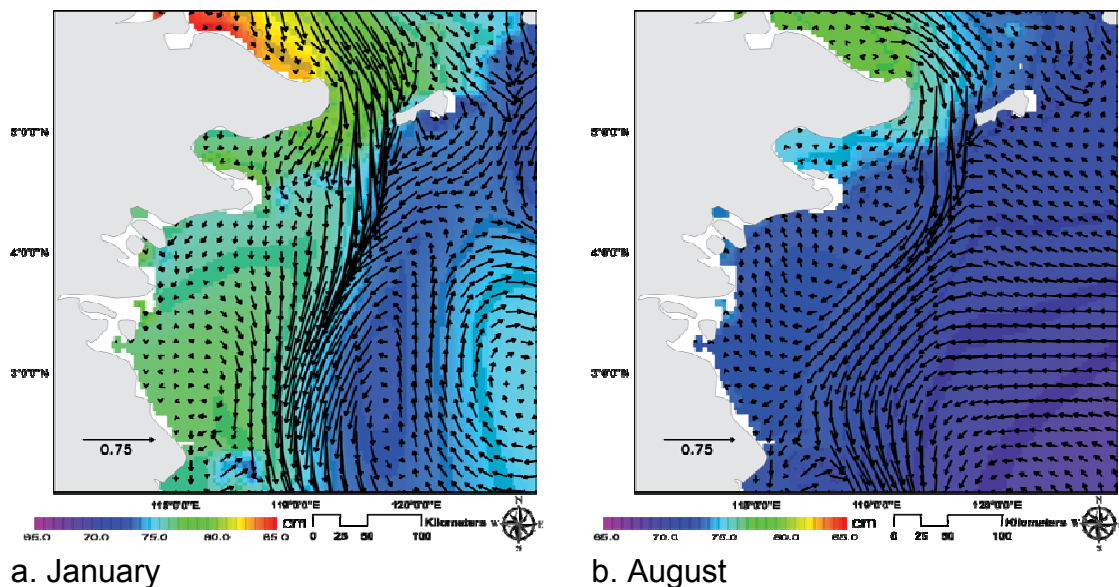 5°0'0"N
4°0'0"N
3°0'0"N
0.75
118°0'0"E 119°0'0"E 120°0'0"E
65.0 70.0 75.0 80.0 85.0
cm
0 25 50 100
Kilometers
N
W E
S
a. January
5°0'0"N
4°0'0"N
3°0'0"N
0.75
118°0'0"E 119°0'0"E 120°0'0"E
65.0 70.0 75.0 80.0 85.0
cm
0 25 50 100
Kilometers
N
W E
S
b. August